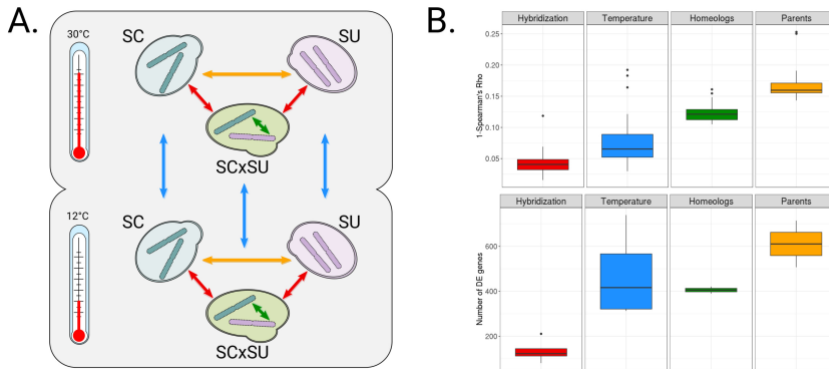 A.
30°C
SC
SU
SCxSU
12°C
SC
SU
SCxSU
B.
Hybridization Temperature Homeologs Parents
1-Spearman's Rho
0.25
0.20
0.15
0.10
0.05
Hybridization Temperature Homeologs Parents
Number of DE genes
600
400
200